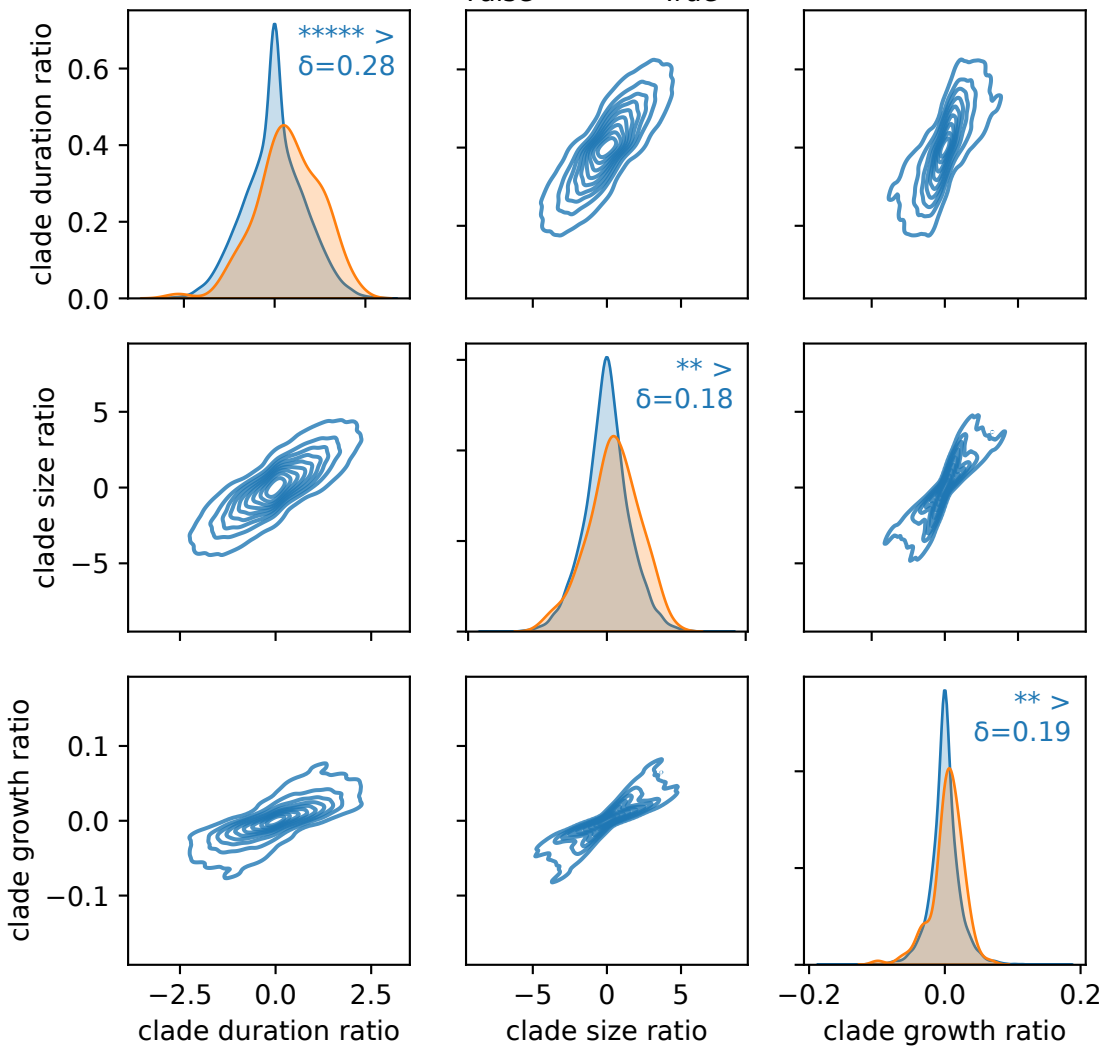 ***** >
δ=0.28
clade duration ratio
0.6
0.4
0.2
0.0
** >
δ=0.18
clade size ratio
5
0
−5
** >
δ=0.19
clade growth ratio
0.1
0.0
−0.1
−2.5 0.0 2.5 −5 0 5 −0.2 0.0 0.2
clade duration ratio clade size ratio clade growth ratio